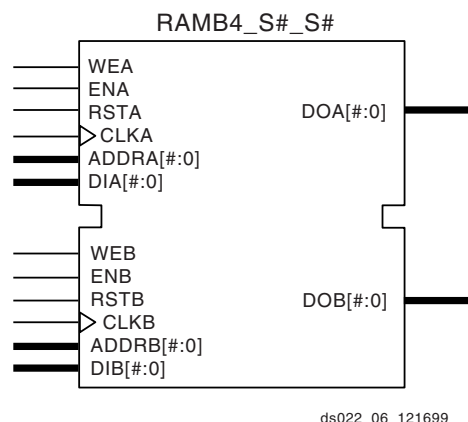 RAMB4_S#_S#
WEA
ENA
RSTA
CLKA
ADDRA[#:0]
DIA[#:0]
DOA[#:0]
WEB
ENB
RSTB
CLKB
ADDRB[#:0]
DIB[#:0]
DOB[#:0]
ds022_06_121699